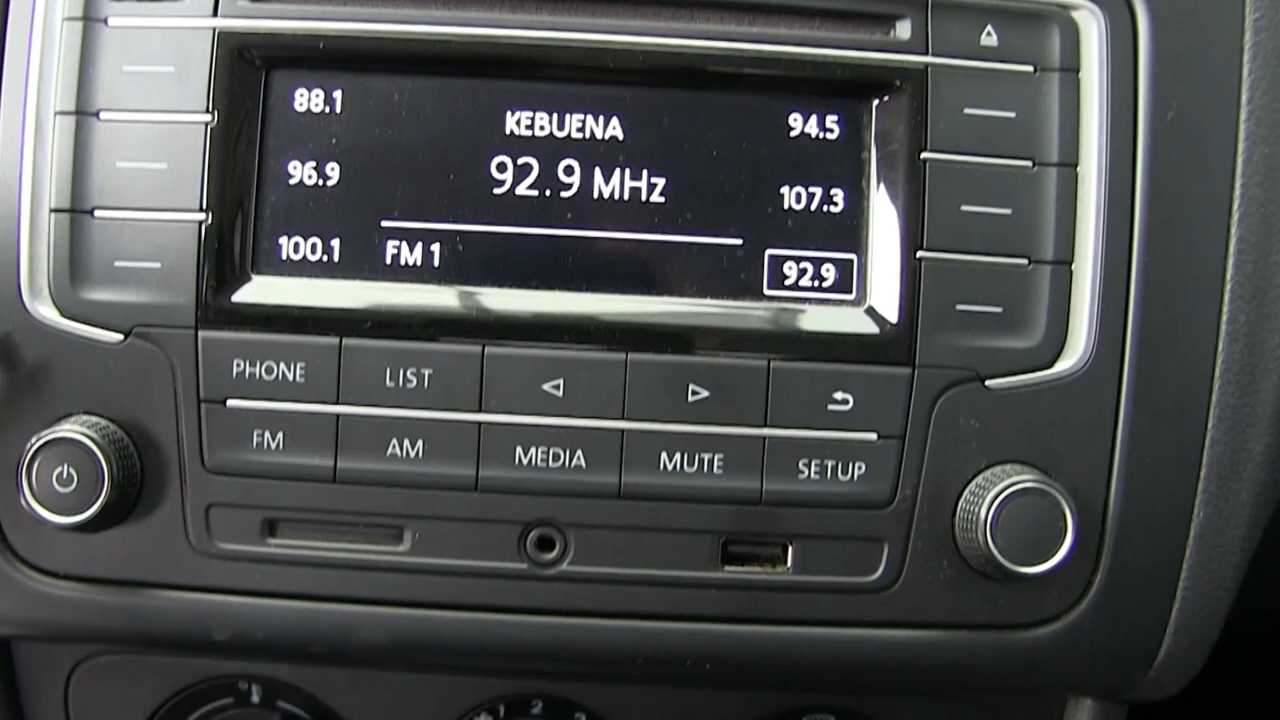 88.1
KEBUENA
94.5
96.9
92.9 MHz
107.3
100.1
FM 1
92.9
PHONE
LIST
FM
AM
MEDIA
MUTE
SETUP
2